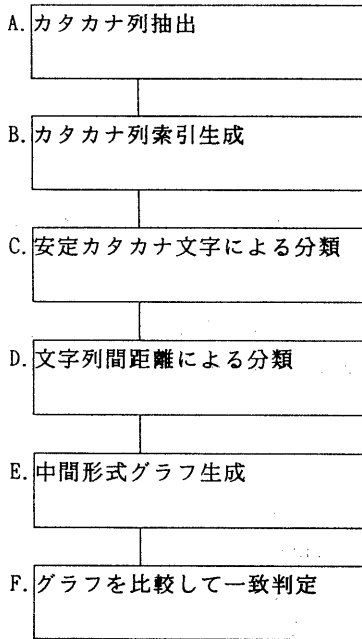 A.カタカナ列抽出
B.カタカナ列索引生成
C.安定カタカナ文字による分類
D.文字列間距離による分類
E.中間形式グラフ生成
F.グラフを比較して一致判定